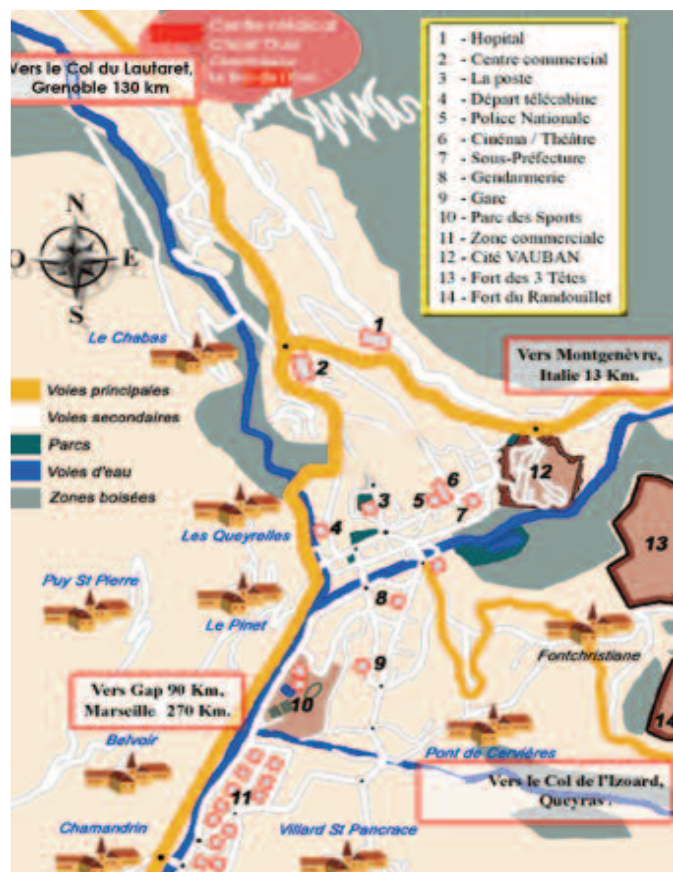 Centre médical
Vers le Col du Lautaret,
Grenoble 130 km
1 - Hopital
2 - Centre commercial
3 - La poste
4 - Départ télécabine
5 - Police Nationale
6 - Cinéma / Théâtre
7 - Sous-Préfecture
8 - Gendarmerie
9 - Gare
10 - Parc des Sports
11 - Zone commerciale
12 - Cité VAUBAN
13 - Fort des 3 Têtes
14 - Fort du Randouillet
N
O
E
S
Le Chabas
1
2
Vers Montgenèvre,
Italie 13 Km.
Voies principales
Voies secondaires
Parcs
Voies d'eau
Zones boisées
12
6
5
3
7
4
13
Les Queyrelles
Puy St Pierre
Le Pinet
8
Fontchristiane
9
Vers Gap 90 Km,
Marseille 270 Km.
10
14
Belvoir
Pont de Cervières
Vers le Col de l'Izoard,
Queyras .
11
Chamandrin
Villard St Pancrace